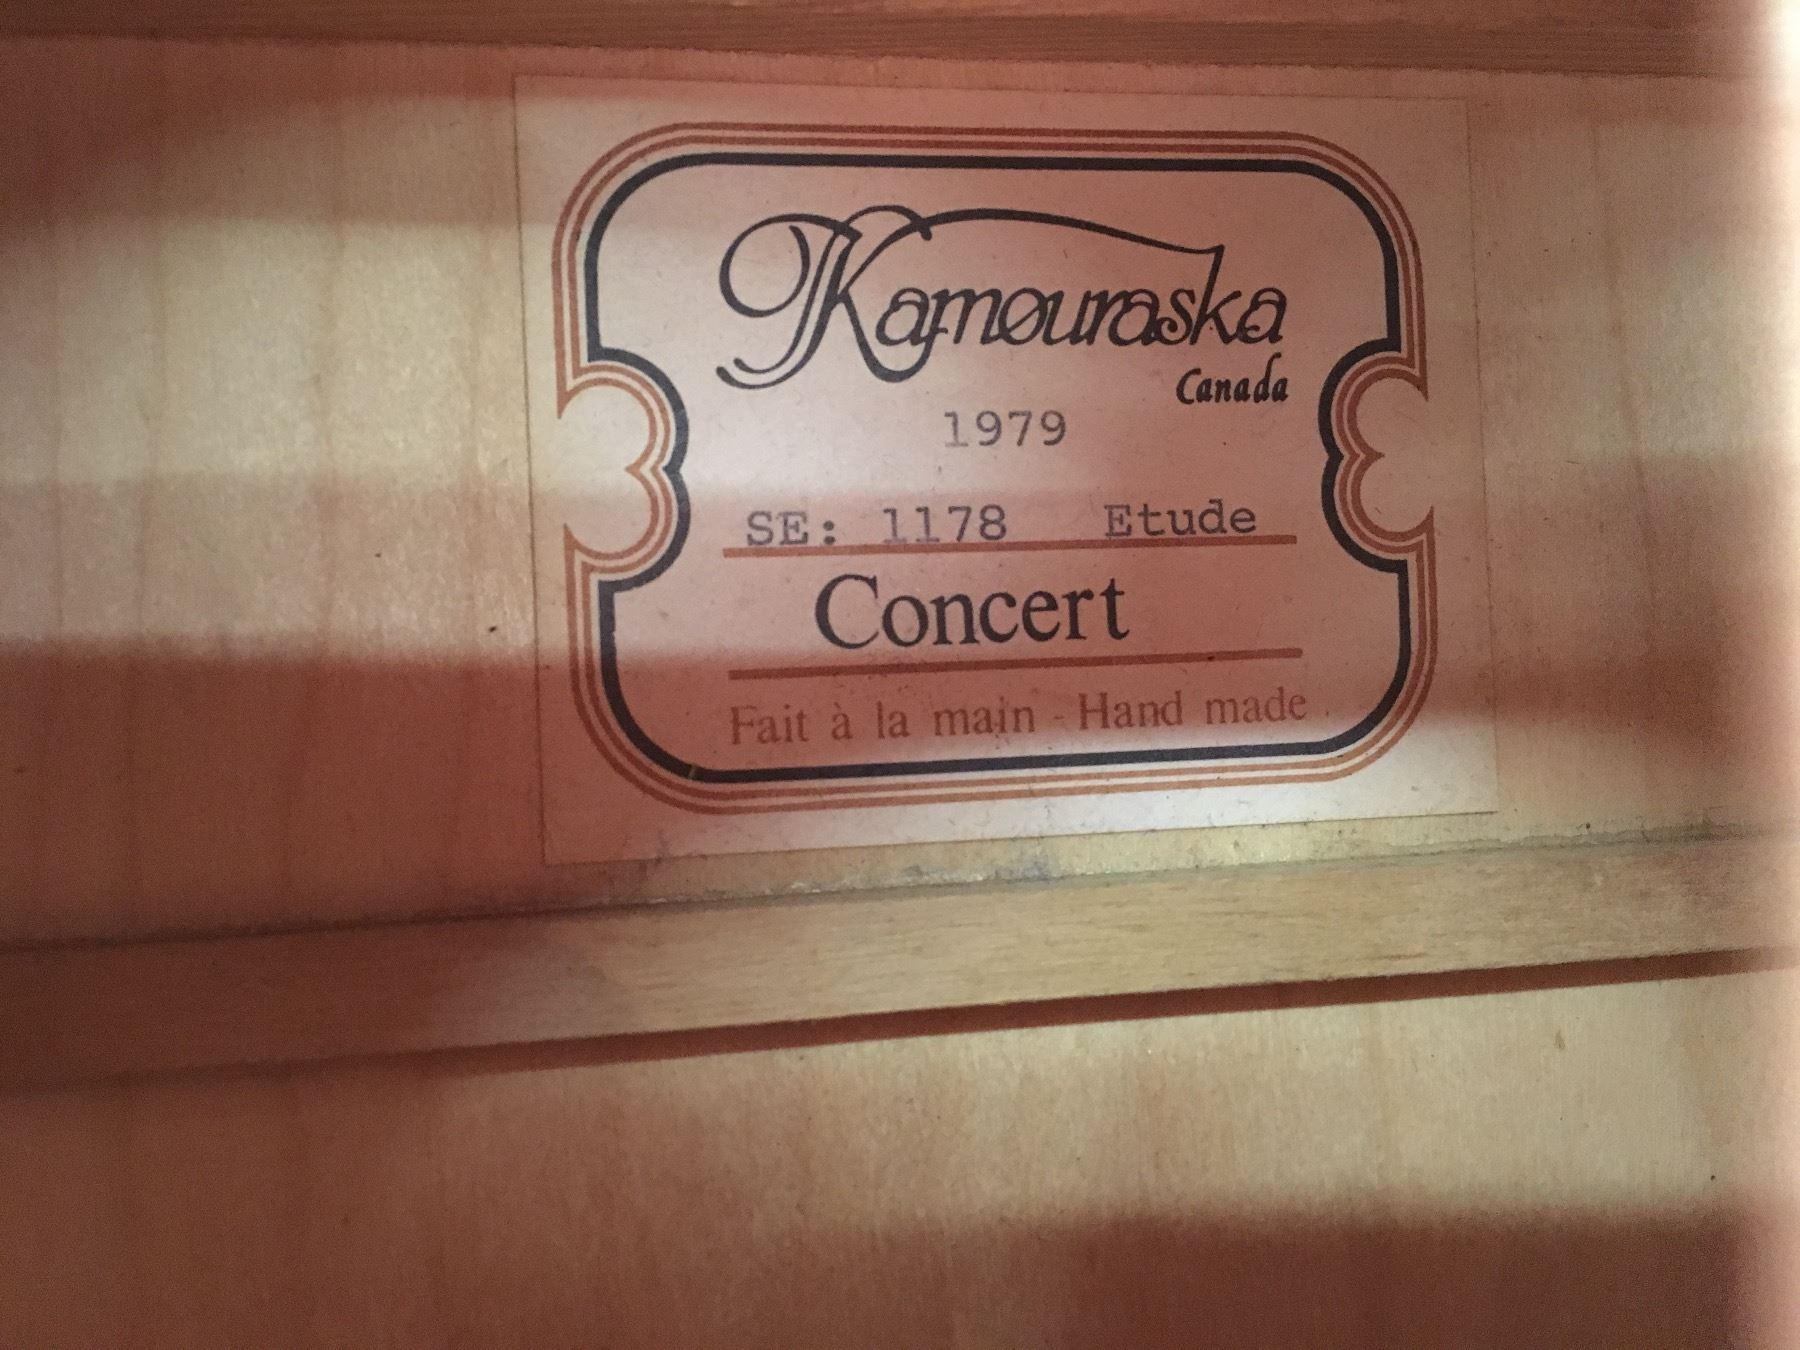 Kamouraska
Canada
1979
SE: 1178 Etude
Concert
Fait à la main - Hand made